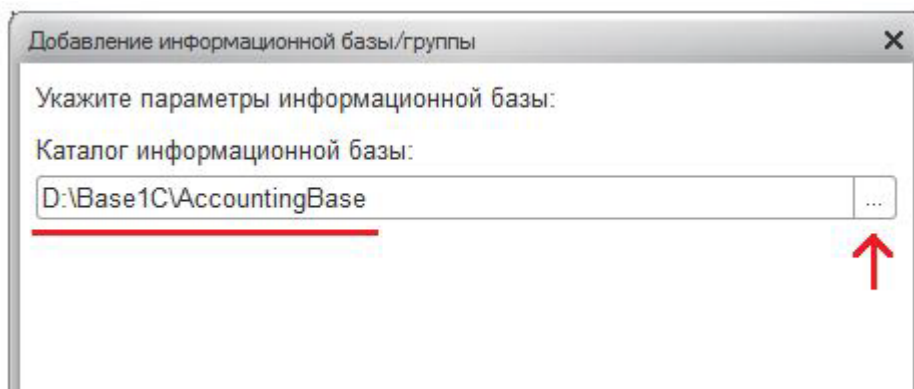 Добавление информационной базы/группы
Укажите параметры информационной базы:
Каталог информационной базы:
D:\Base1C\AccountingBase
...